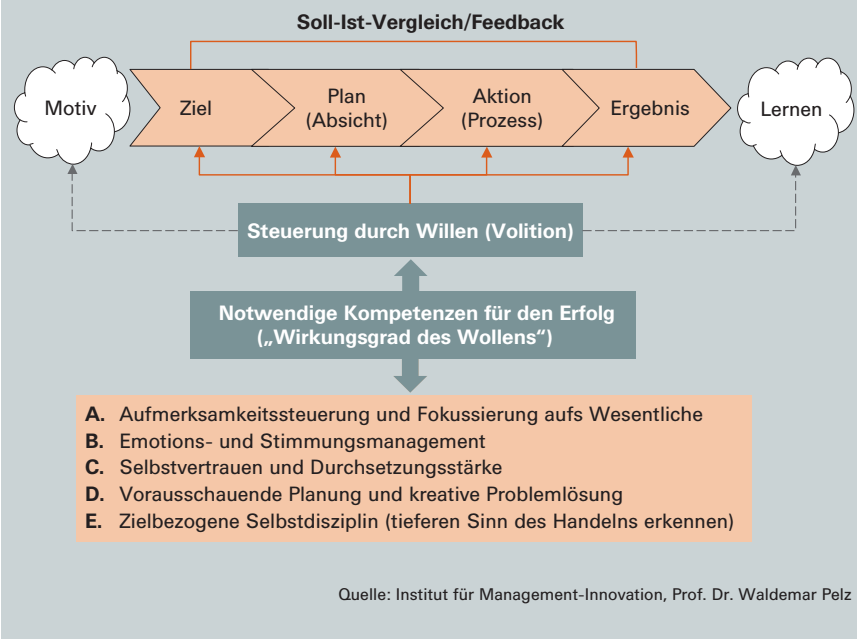 Soll-Ist-Vergleich/Feedback
Motiv
Ziel
Plan
(Absicht)
Aktion
(Prozess)
Ergebnis
Lernen
Steuerung durch Willen (Volition)
Notwendige Kompetenzen für den Erfolg
(„Wirkungsgrad des Wollens“)
A. Aufmerksamkeitssteuerung und Fokussierung aufs Wesentliche
B. Emotions- und Stimmungsmanagement
C. Selbstvertrauen und Durchsetzungsstärke
D. Vorausschauende Planung und kreative Problemlösung
E. Zielbezogene Selbstdisziplin (tieferen Sinn des Handelns erkennen)
Quelle: Institut für Management-Innovation, Prof. Dr. Waldemar Pelz